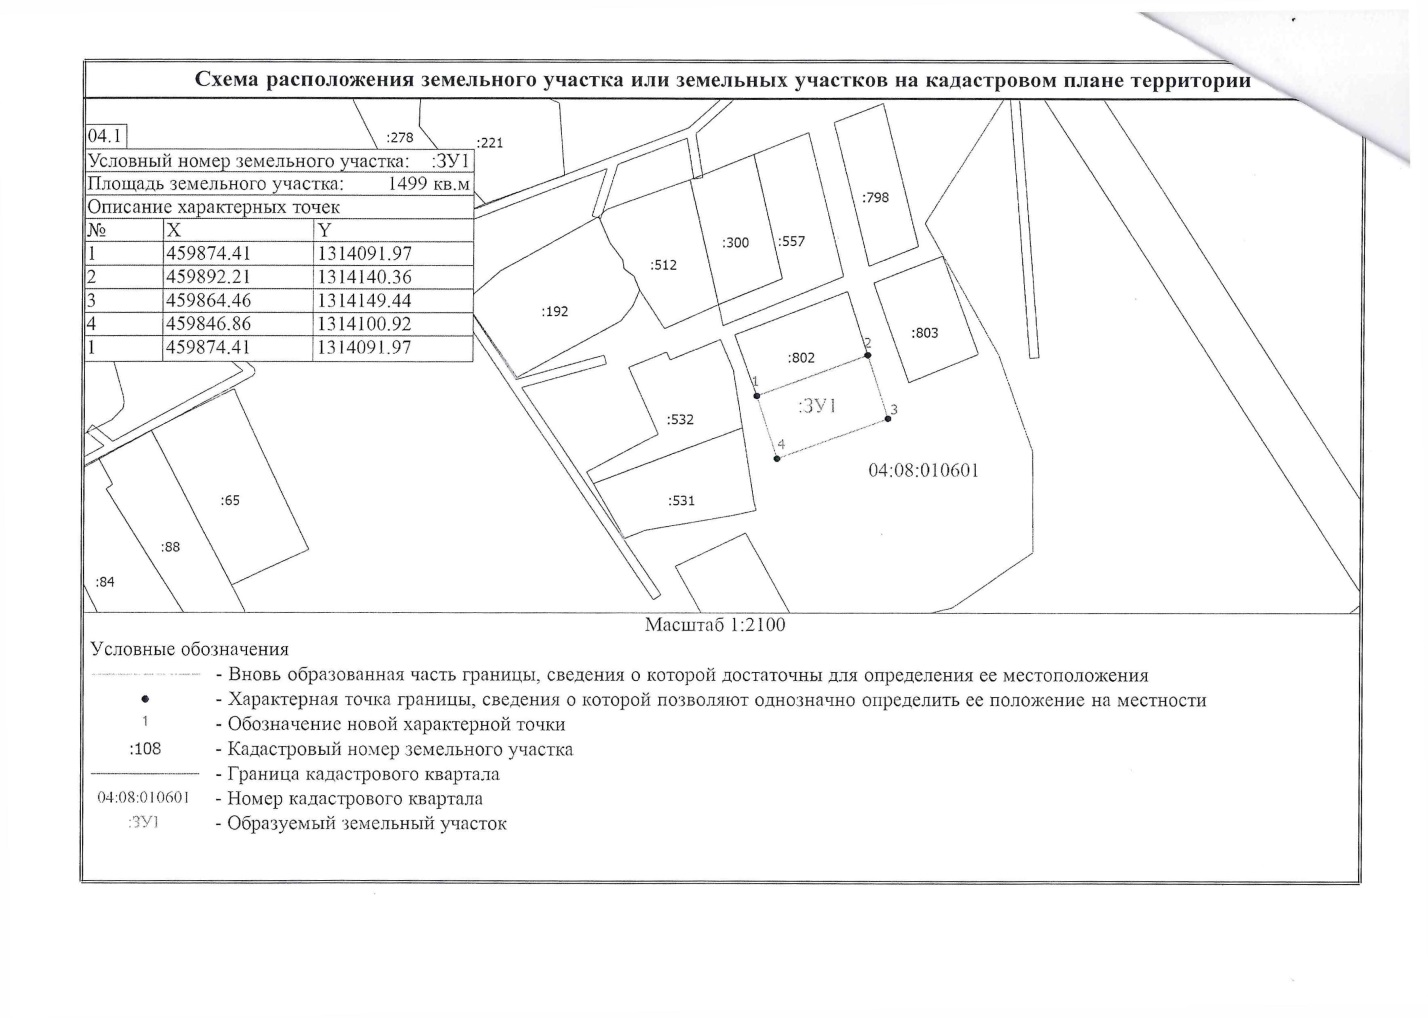 Схема расположения земельного участка или земельных участков на кадастровом плане территории
04.1
Условный номер земельного участка: :ЗУ1
Площадь земельного участка: 1499 кв.м
Описание характерных точек
№ X Y
1 459874.41 1314091.97
2 459892.21 1314140.36
3 459864.46 1314149.44
4 459846.86 1314100.92
1 459874.41 1314091.97
:278
:221
:798
:300
:557
:512
:192
:803
:802
2
1
:ЗУ1
3
:532
4
04:08:010601
:531
:65
:88
:84
Масштаб 1:2100
Условные обозначения
- Вновь образованная часть границы, сведения о которой достаточны для определения ее местоположения
- Характерная точка границы, сведения о которой позволяют однозначно определить ее положение на местности
1 - Обозначение новой характерной точки
:108 - Кадастровый номер земельного участка
- Граница кадастрового квартала
04:08:010601 - Номер кадастрового квартала
:ЗУ1 - Образуемый земельный участок